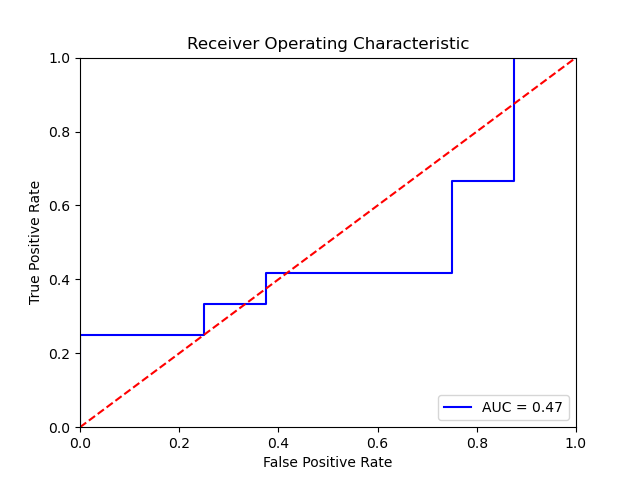 Receiver Operating Characteristic
True Positive Rate
1.0
0.8
0.6
0.4
0.2
0.0
AUC = 0.47
0.0 0.2 0.4 0.6 0.8 1.0
False Positive Rate